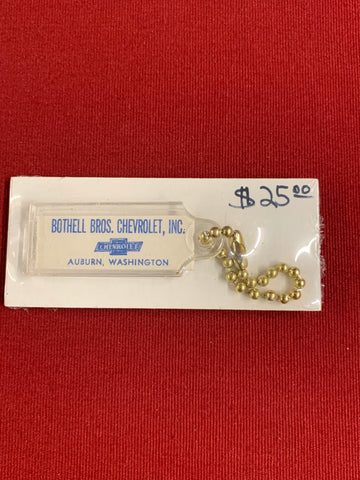 $25.00
BOTHELL BROS. CHEVROLET, INC.
CHEVROLET
AUBURN, WASHINGTON